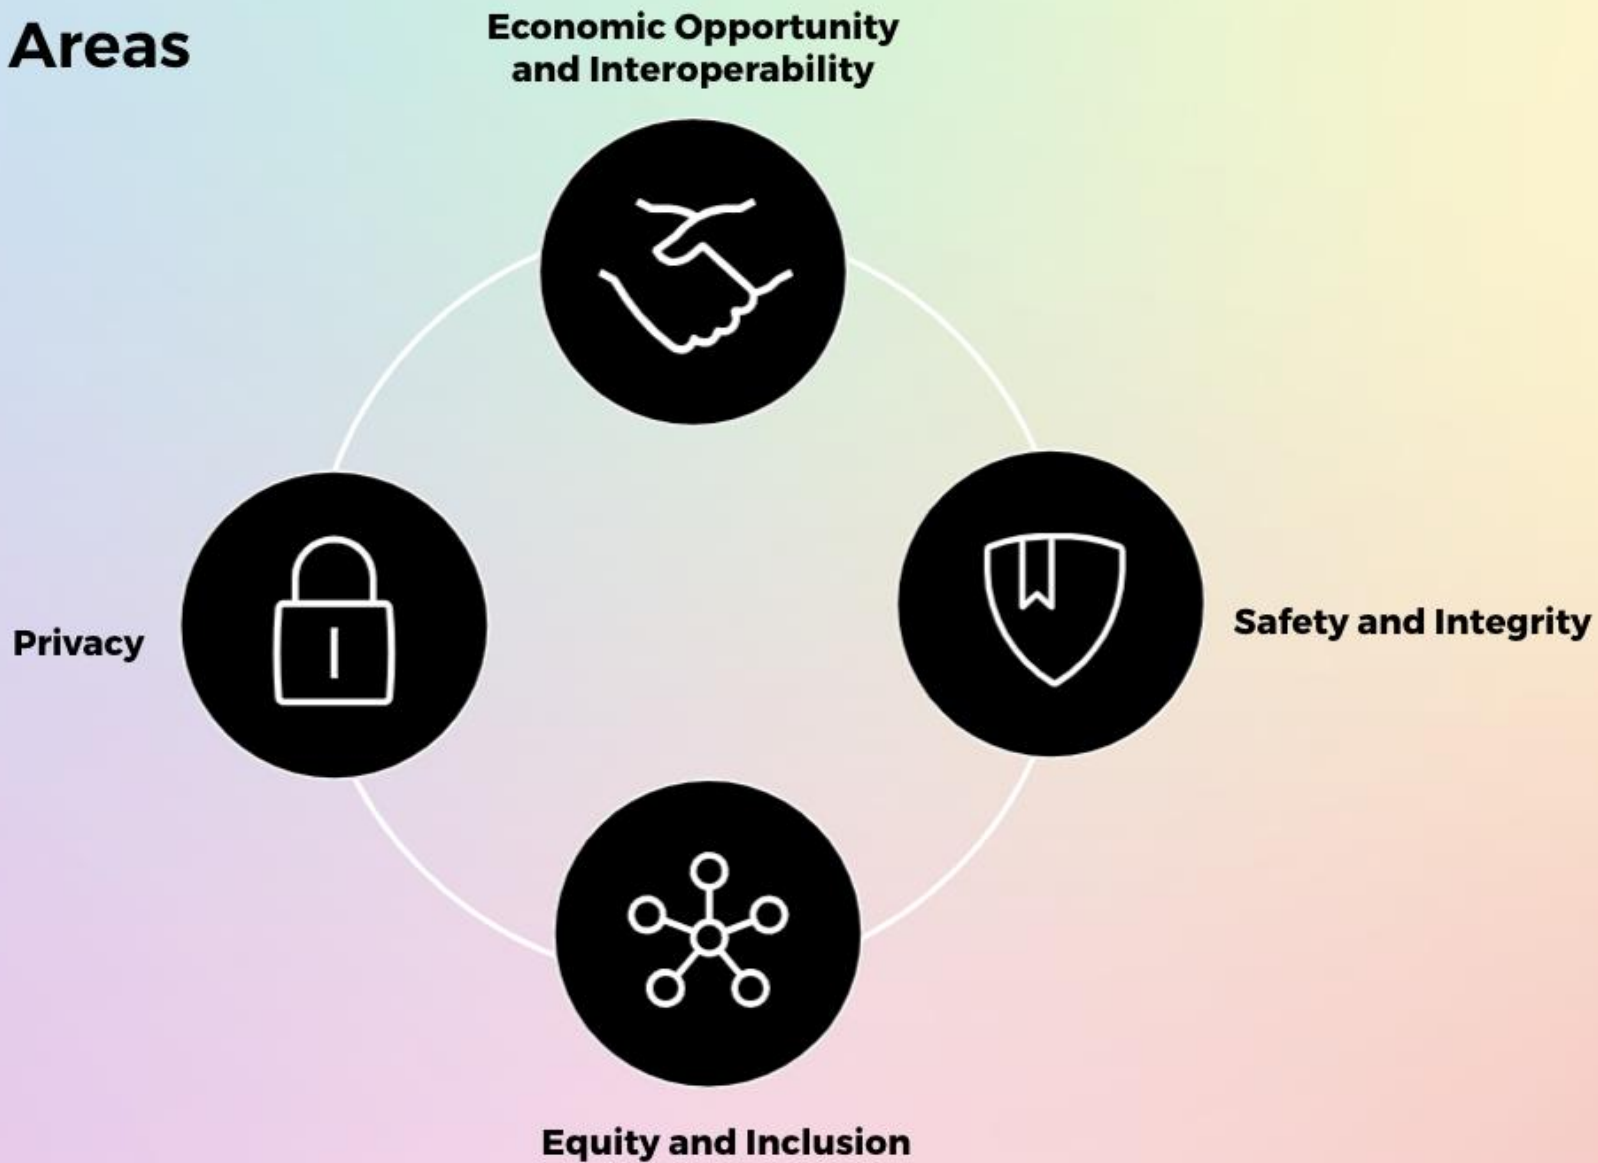 Areas
Economic Opportunity
and Interoperability
Privacy
Safety and Integrity
Equity and Inclusion